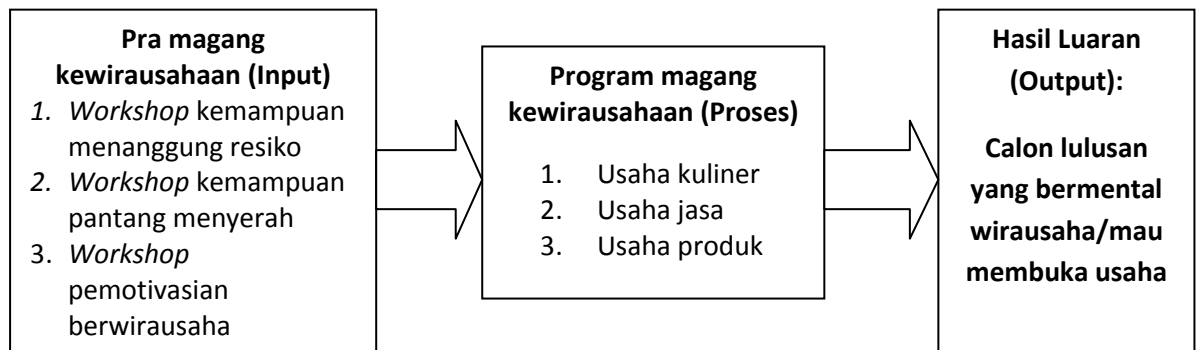 Pra magang
kewirausahaan (Input)
1. Workshop kemampuan
menanggung resiko
2. Workshop kemampuan
pantang menyerah
3. Workshop
pemotivasian
berwirausaha
Program magang
kewirausahaan (Proses)
1. Usaha kuliner
2. Usaha jasa
3. Usaha produk
Hasil Luaran
(Output):
Calon lulusan
yang bermental
wirausaha/mau
membuka usaha